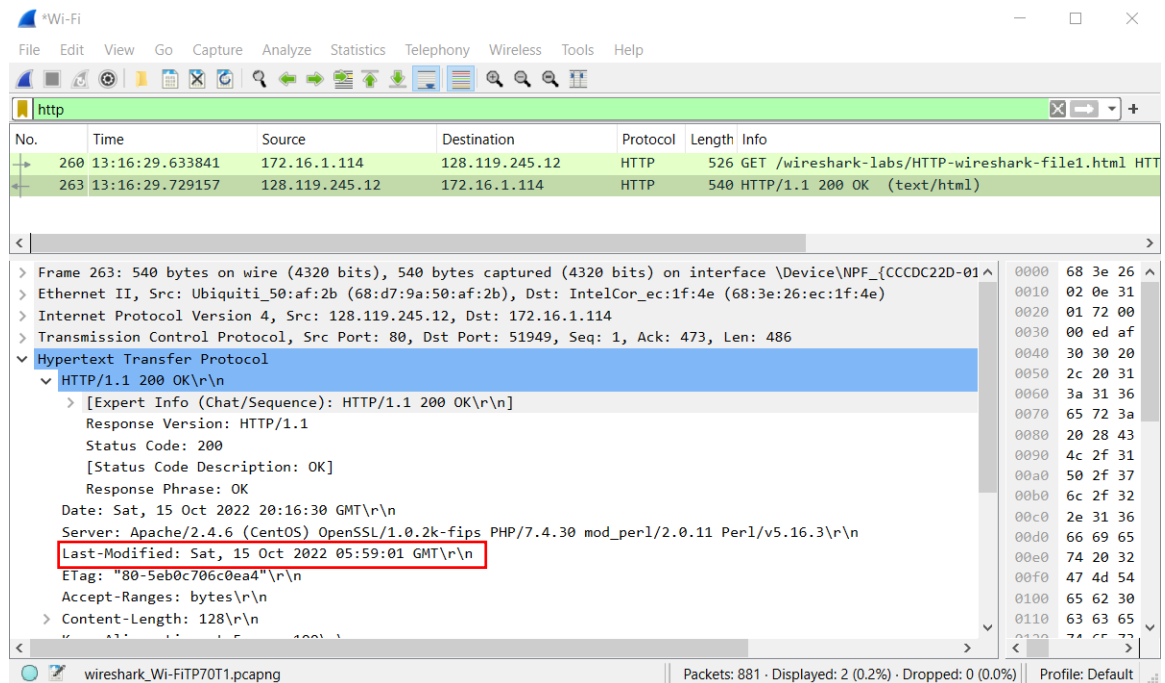 *Wi-Fi
File Edit View Go Capture Analyze Statistics Telephony Wireless Tools Help
http
No. Time Source Destination Protocol Length Info
260 13:16:29.633841 172.16.1.114 128.119.245.12 HTTP 526 GET /wireshark-labs/HTTP-wireshark-file1.html HTT
263 13:16:29.729157 128.119.245.12 172.16.1.114 HTTP 540 HTTP/1.1 200 OK (text/html)
Frame 263: 540 bytes on wire (4320 bits), 540 bytes captured (4320 bits) on interface \Device\NPF_{CCCDC22D-01
Ethernet II, Src: Ubiquiti_50:af:2b (68:d7:9a:50:af:2b), Dst: IntelCor_ec:1f:4e (68:3e:26:ec:1f:4e)
Internet Protocol Version 4, Src: 128.119.245.12, Dst: 172.16.1.114
Transmission Control Protocol, Src Port: 80, Dst Port: 51949, Seq: 1, Ack: 473, Len: 486
Hypertext Transfer Protocol
HTTP/1.1 200 OK\r\n
[Expert Info (Chat/Sequence): HTTP/1.1 200 OK\r\n]
Response Version: HTTP/1.1
Status Code: 200
[Status Code Description: OK]
Response Phrase: OK
Date: Sat, 15 Oct 2022 20:16:30 GMT\r\n
Server: Apache/2.4.6 (CentOS) OpenSSL/1.0.2k-fips PHP/7.4.30 mod_perl/2.0.11 Perl/v5.16.3\r\n
Last-Modified: Sat, 15 Oct 2022 05:59:01 GMT\r\n
ETag: "80-5eb0c706c0ea4"\r\n
Accept-Ranges: bytes\r\n
Content-Length: 128\r\n
0000 68 3e 26
0010 02 0e 31
0020 01 72 00
0030 00 ed af
0040 30 30 20
0050 2c 20 31
0060 3a 31 36
0070 65 72 3a
0080 20 28 43
0090 4c 2f 31
00a0 50 2f 37
00b0 6c 2f 32
00c0 2e 31 36
00d0 66 69 65
00e0 74 20 32
00f0 47 4d 54
0100 65 62 30
0110 63 63 65
wireshark_Wi-FiTP70T1.pcapng
Packets: 881 · Displayed: 2 (0.2%) · Dropped: 0 (0.0%)
Profile: Default